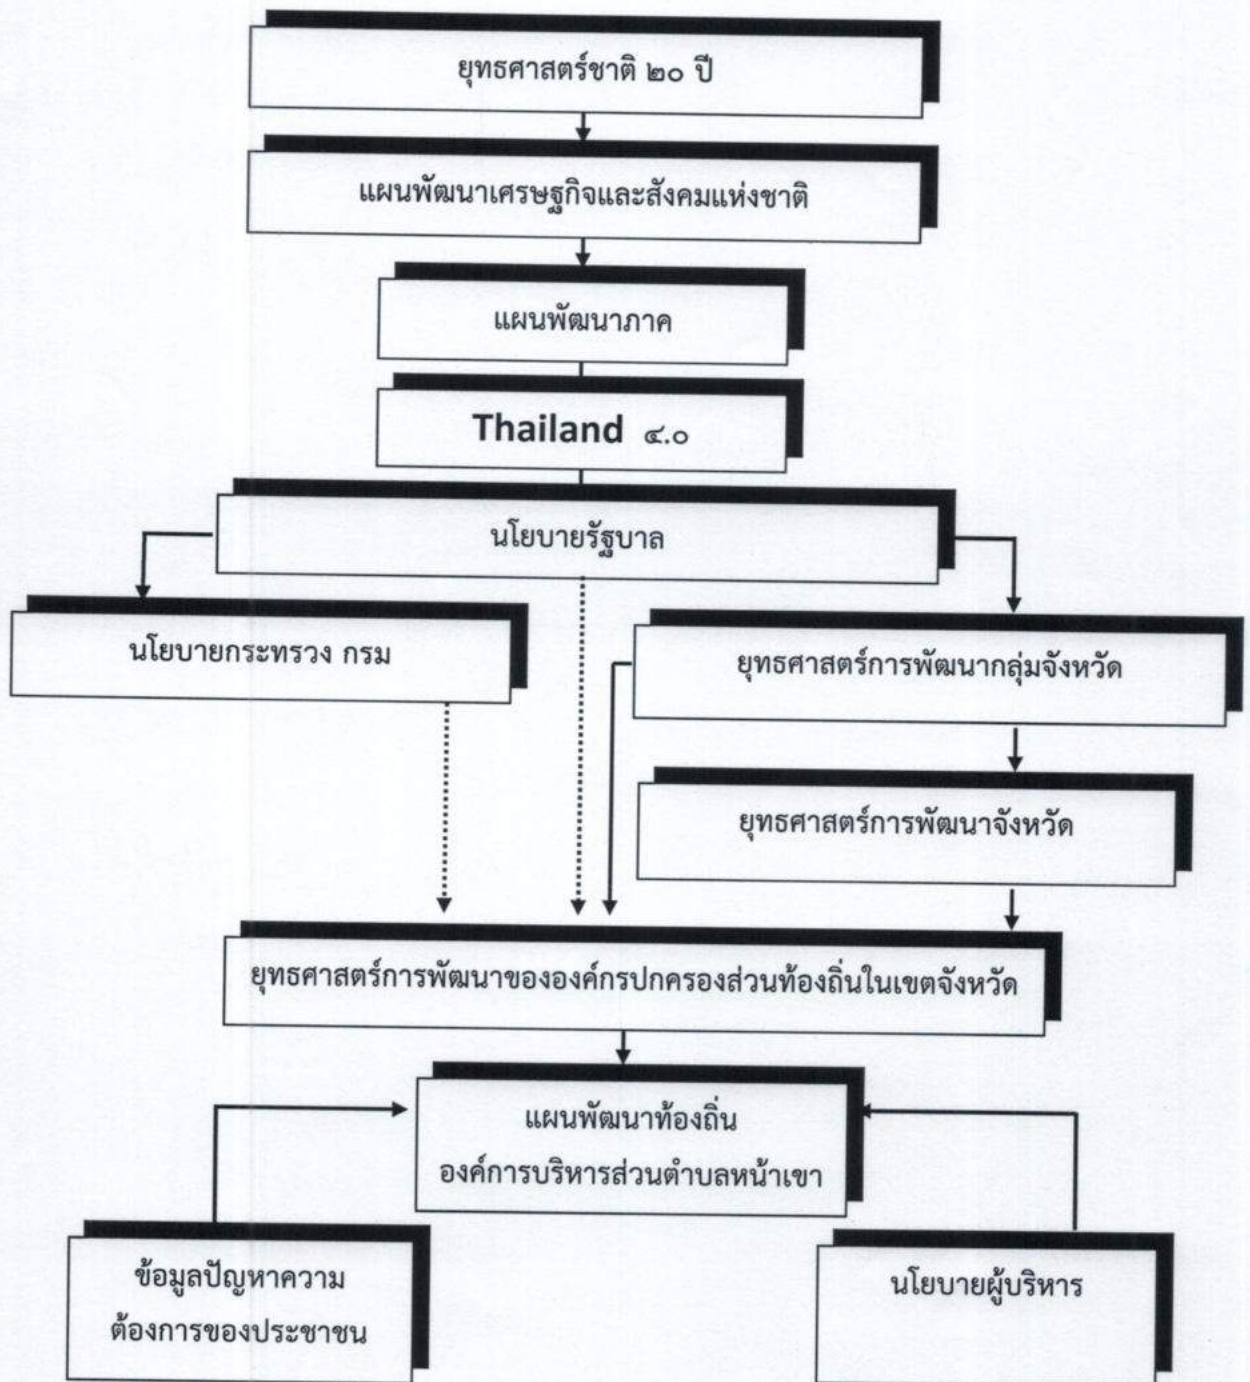 ยุทธศาสตร์ชาติ ๒๐ ปี
แผนพัฒนาเศรษฐกิจและสังคมแห่งชาติ
แผนพัฒนาภาค
Thailand ๔.๐
นโยบายรัฐบาล
นโยบายกระทรวง กรม
ยุทธศาสตร์การพัฒนากลุ่มจังหวัด
ยุทธศาสตร์การพัฒนาจังหวัด
ยุทธศาสตร์การพัฒนาขององค์กรปกครองส่วนท้องถิ่นในเขตจังหวัด
แผนพัฒนาท้องถิ่น
องค์การบริหารส่วนตำบลหน้าเขา
ข้อมูลปัญหาความ
ต้องการของประชาชน
นโยบายผู้บริหาร